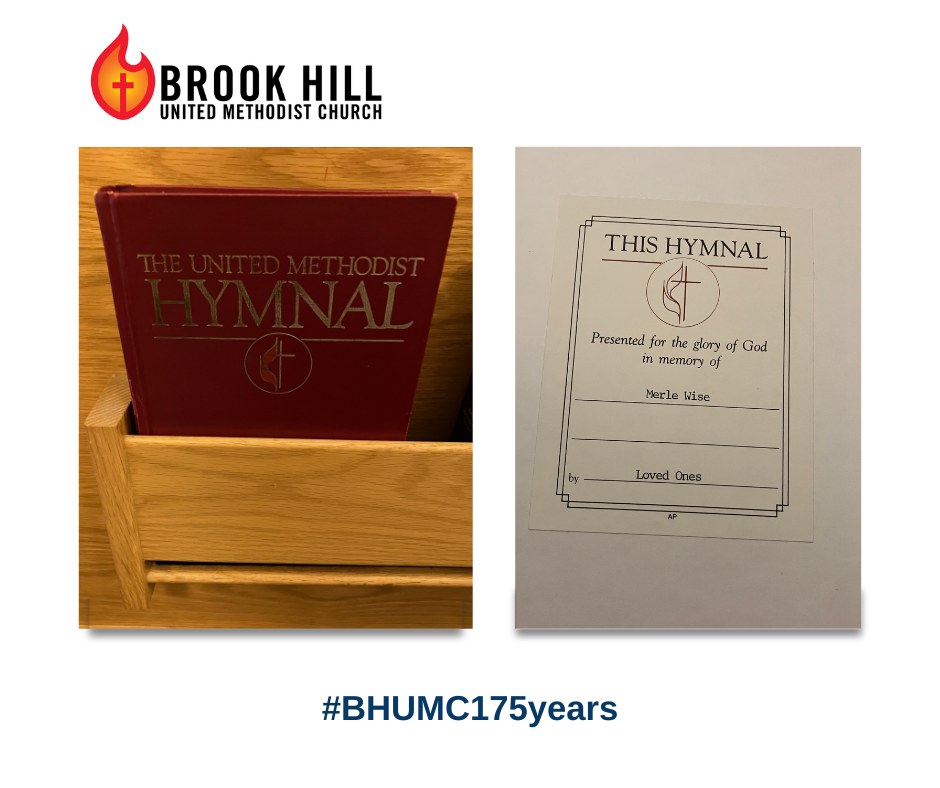 BROOK HILL
UNITED METHODIST CHURCH
THE UNITED METHODIST
HYMNAL
THIS HYMNAL
Presented for the glory of God
in memory of
Merle Wise
by Loved Ones
AP
#BHUMC175years